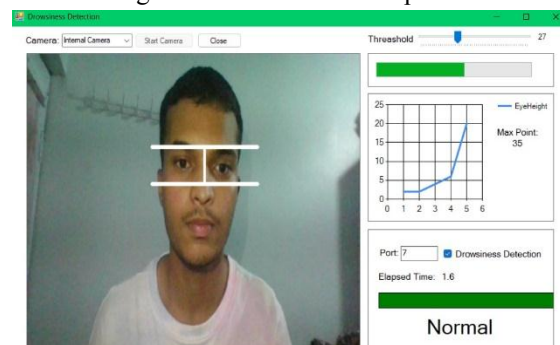 Drowsiness Detection
Camera: Internal Camera Start Camera Close
Threshold 27
25
20
15
10
5
0
0 1 2 3 4 5 6
EyeHeight
Max Point:
35
Port: 7 Drowsiness Detection
Elapsed Time: 1.6
Normal